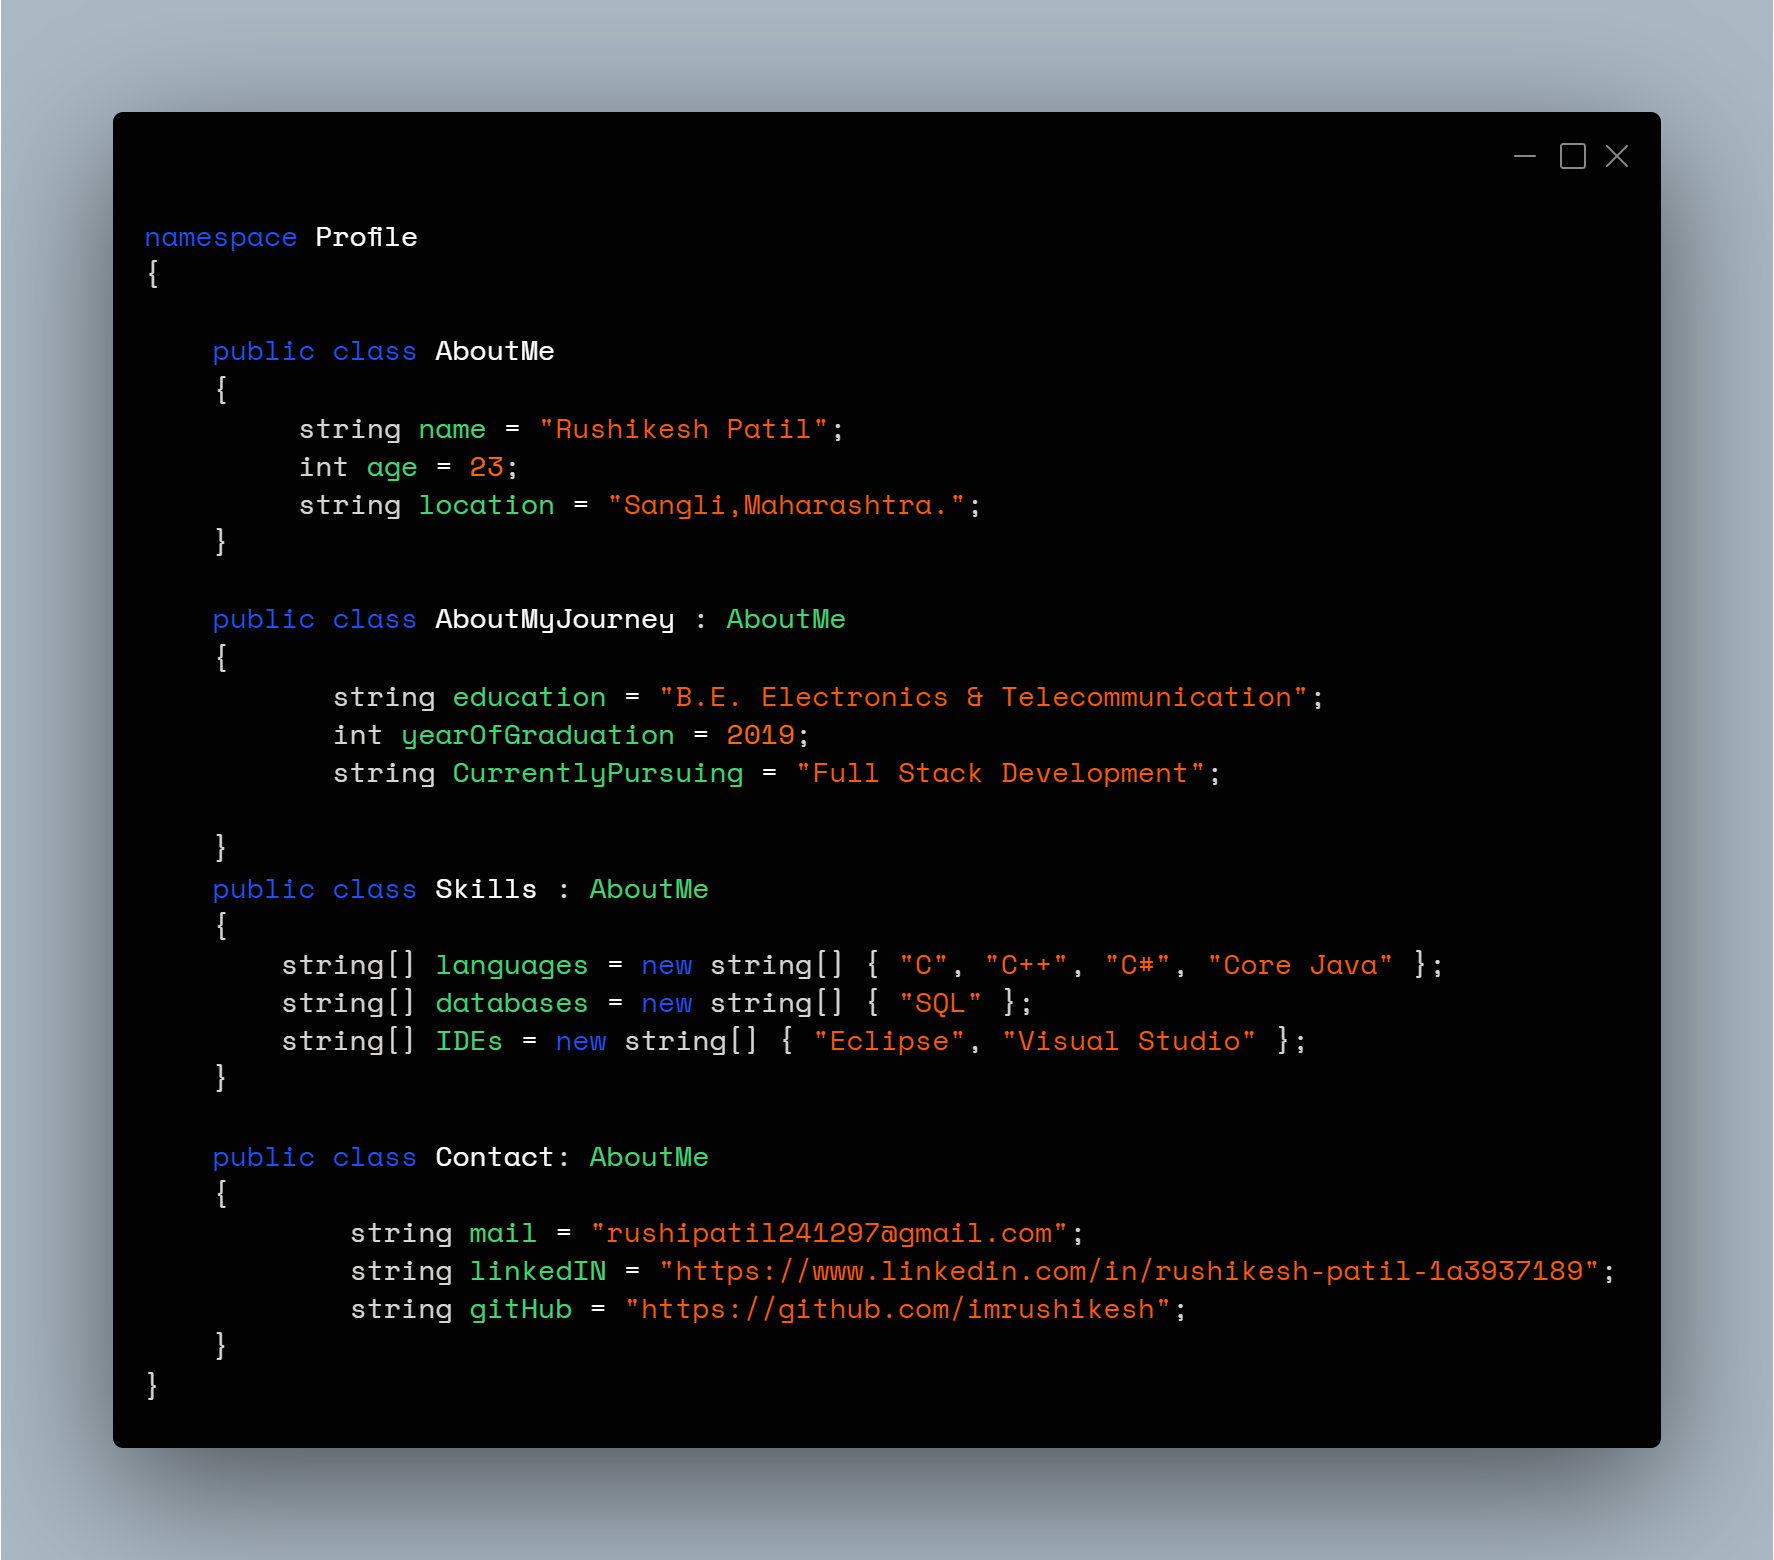 namespace Profile
{
public class AboutMe
{
string name = "Rushikesh Patil";
int age = 23;
string location = "Sangli,Maharashtra.";
}
public class AboutMyJourney : AboutMe
{
string education = "B.E. Electronics & Telecommunication";
int yearOfGraduation = 2019;
string CurrentlyPursuing = "Full Stack Development";
}
public class Skills : AboutMe
{
string[] languages = new string[] { "C", "C++", "C#", "Core Java" };
string[] databases = new string[] { "SQL" };
string[] IDEs = new string[] { "Eclipse", "Visual Studio" };
}
public class Contact: AboutMe
{
string mail = "rushipatil241297@gmail.com";
string linkedIN = "https://www.linkedin.com/in/rushikesh-patil-1a3937189";
string gitHub = "https://github.com/imrushikesh";
}
}